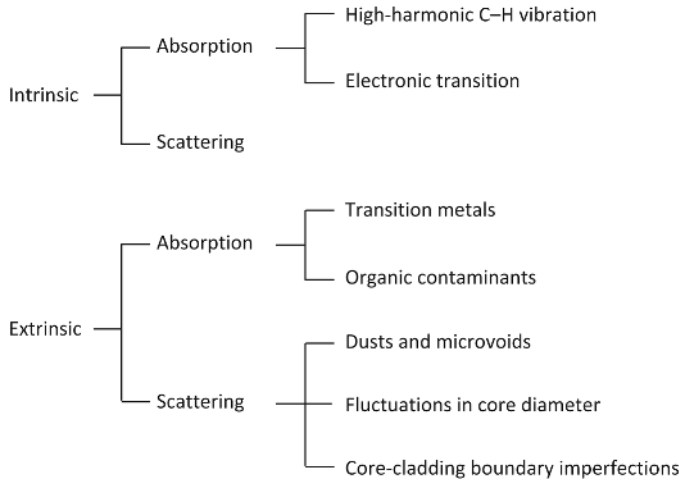 High-harmonic C–H vibration
Absorption
Electronic transition
Intrinsic
Scattering
Transition metals
Absorption
Organic contaminants
Extrinsic
Dusts and microvoids
Scattering
Fluctuations in core diameter
Core-cladding boundary imperfections